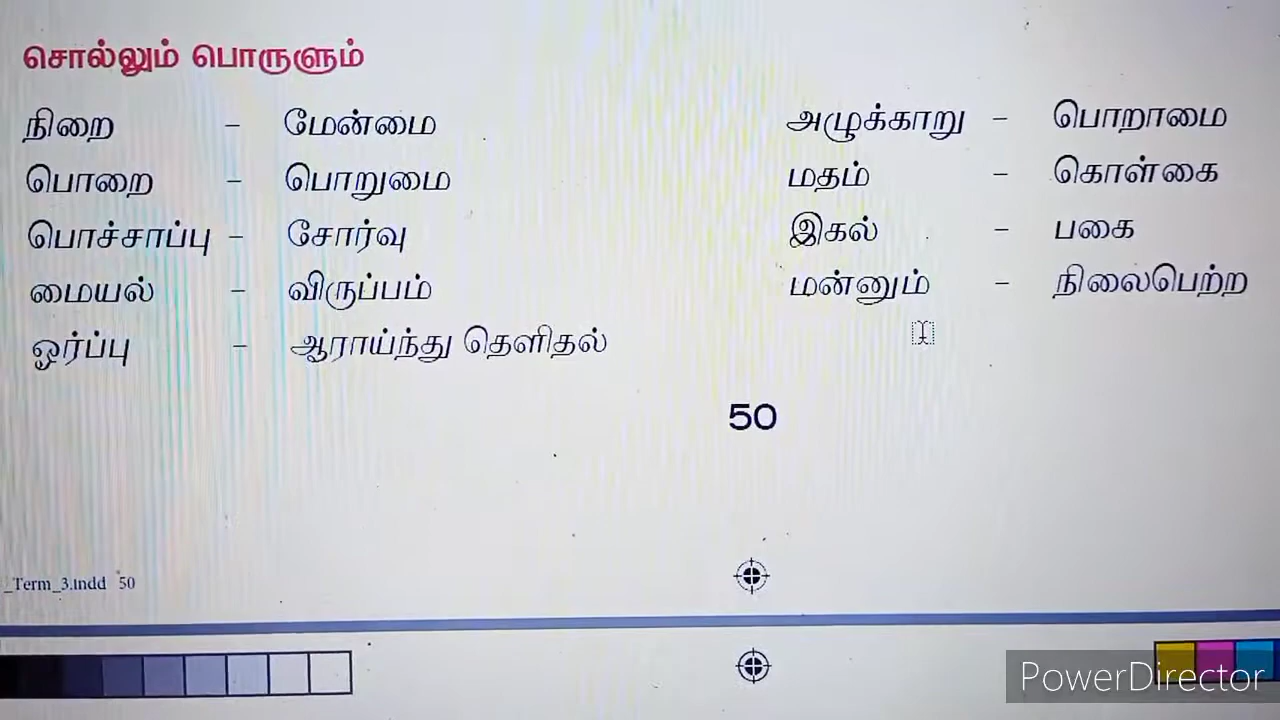 சொல்லும் பொருளும்
நிறை – மேன்மை
பொறை – பொறுமை
பொச்சாப்பு – சோர்வு
மையல் – விருப்பம்
ஓர்ப்பு – ஆராய்ந்து தெளிதல்
அழுக்காறு – பொறாமை
மதம் – கொள்கை
இகல் – பகை
மன்னும் – நிலைபெற்ற
50
_Term_3.indd 50
PowerDirector